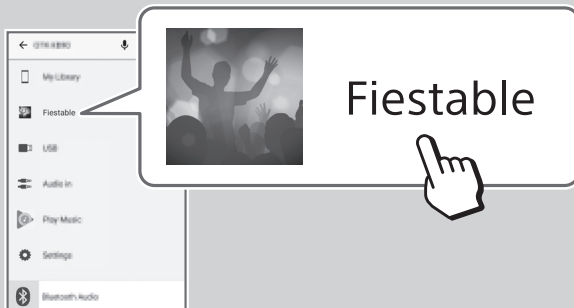 My Library
Fiestable
USB
Audio in
Play Music
Settings
Bluetooth Audio
Fiestable